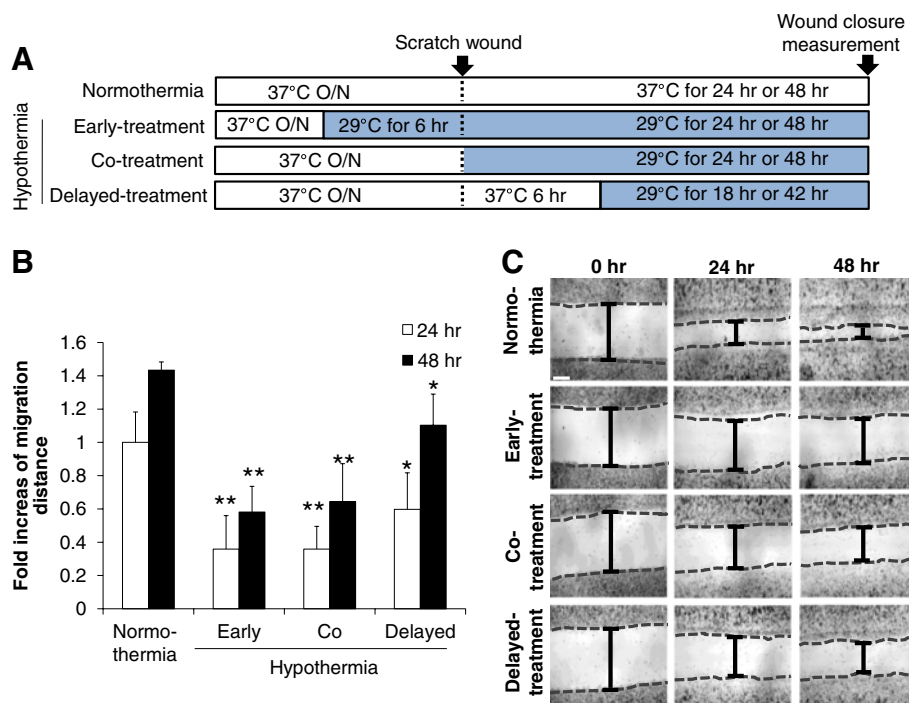 A
Scratch wound
Wound closure
measurement
Normothermia
37°C O/N
37°C for 24 hr or 48 hr
Hypothermia
Early-treatment
37°C O/N
29°C for 6 hr
29°C for 24 hr or 48 hr
Co-treatment
37°C O/N
29°C for 24 hr or 48 hr
Delayed-treatment
37°C O/N
37°C 6 hr
29°C for 18 hr or 42 hr
B
24 hr
48 hr
Fold increas of migration
distance
1.6
1.4
1.2
1
0.8
0.6
0.4
0.2
0
**
**
**
**
*
*
Normo-
thermia
Early
Co
Delayed
Hypothermia
C
0 hr
24 hr
48 hr
Normo-
thermia
Early-
treatment
Co-
treatment
Delayed-
treatment